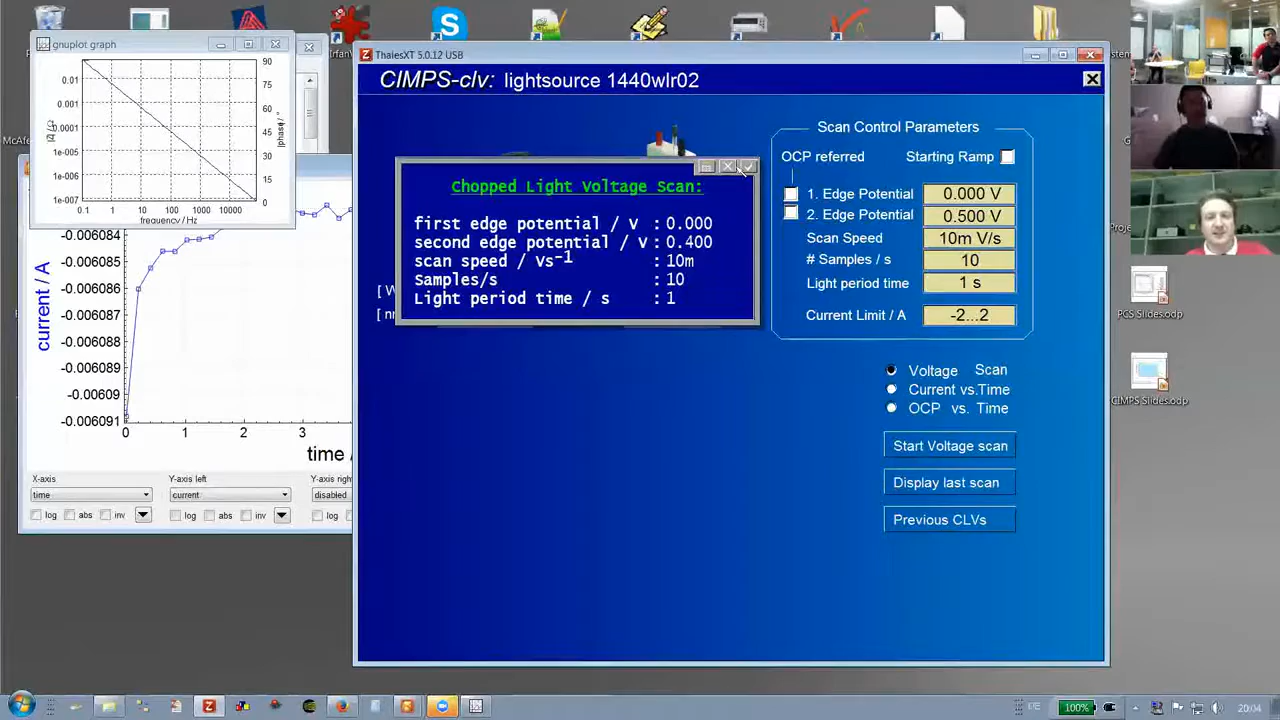 gnuplot graph
0.01
0.001
0.0001
1e-005
1e-006
1e-007
|Z| / Ω
90
75
60
45
30
15
0
|phase| / °
0.1 1 10 100 1000 10000
frequency / Hz
-0.006084
-0.006085
-0.006086
-0.006087
-0.006088
-0.006089
-0.00609
-0.006091
current / A
0 1 2 3
time /
X-axis
Y-axis left
Y-axis right
time
current
disabled
log abs inv
log abs inv
log
McAfe
ThalesXT 5.0.12 USB
CIMPS-clv: lightsource 1440wlr02
Chopped Light Voltage Scan:
first edge potential / v : 0.000
second edge potential / v : 0.400
scan speed / vs-1 : 10m
Samples/s : 10
Light period time / s : 1
Scan Control Parameters
OCP referred
Starting Ramp
1. Edge Potential 0.000 V
2. Edge Potential 0.500 V
Scan Speed 10m V/s
# Samples / s 10
Light period time 1 s
Current Limit / A -2...2
Voltage Scan
Current vs.Time
OCP vs. Time
Start Voltage scan
Display last scan
Previous CLVs
PCS Slides.odp
CIMPS Slides.odp
100%
20:04